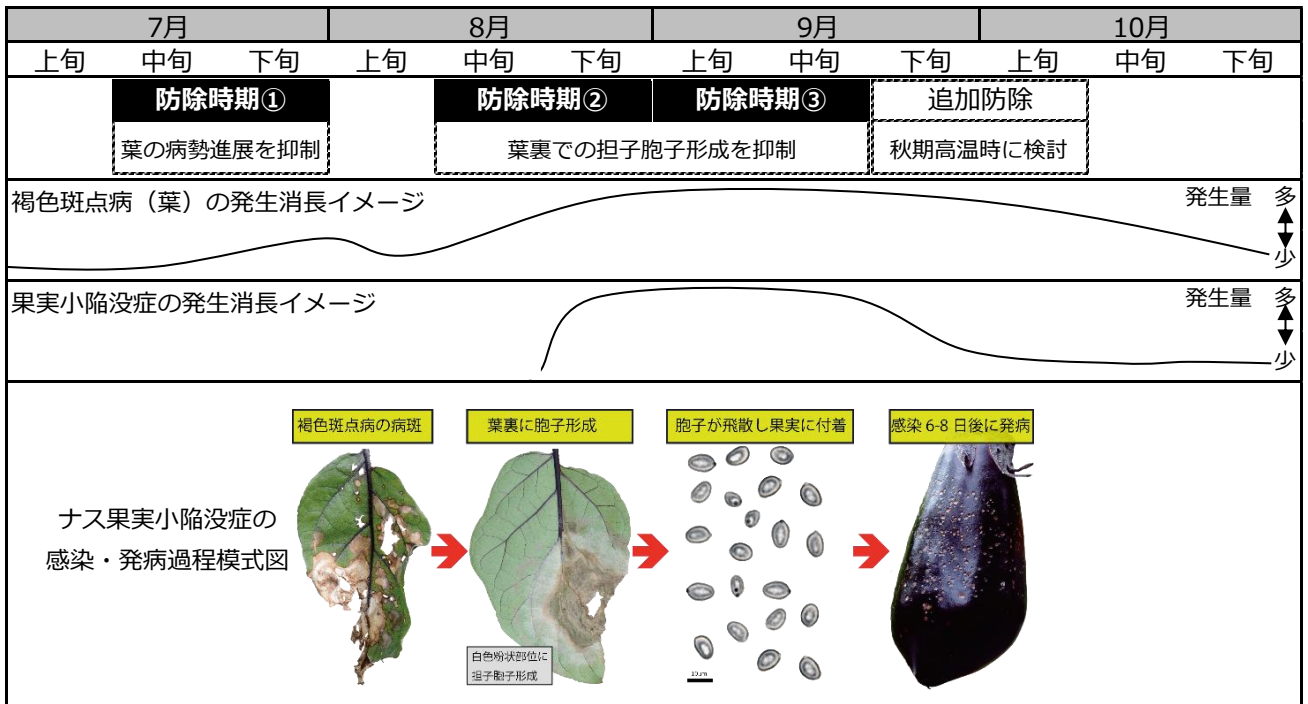 7月 8月 9月 10月
上旬 中旬 下旬 上旬 中旬 下旬 上旬 中旬 下旬 上旬 中旬 下旬
防除時期① 防除時期② 防除時期③ 追加防除
葉の病勢進展を抑制 葉裏での担子胞子形成を抑制 秋期高温時に検討
褐色斑点病（葉）の発生消長イメージ
発生量 多
少
果実小陥没症の発生消長イメージ
発生量 多
少
褐色斑点病の病斑 葉裏に胞子形成 胞子が飛散し果実に付着 感染 6-8 日後に発病
ナス果実小陥没症の
感染・発病過程模式図
白色粉状部位に
担子胞子形成
10μm